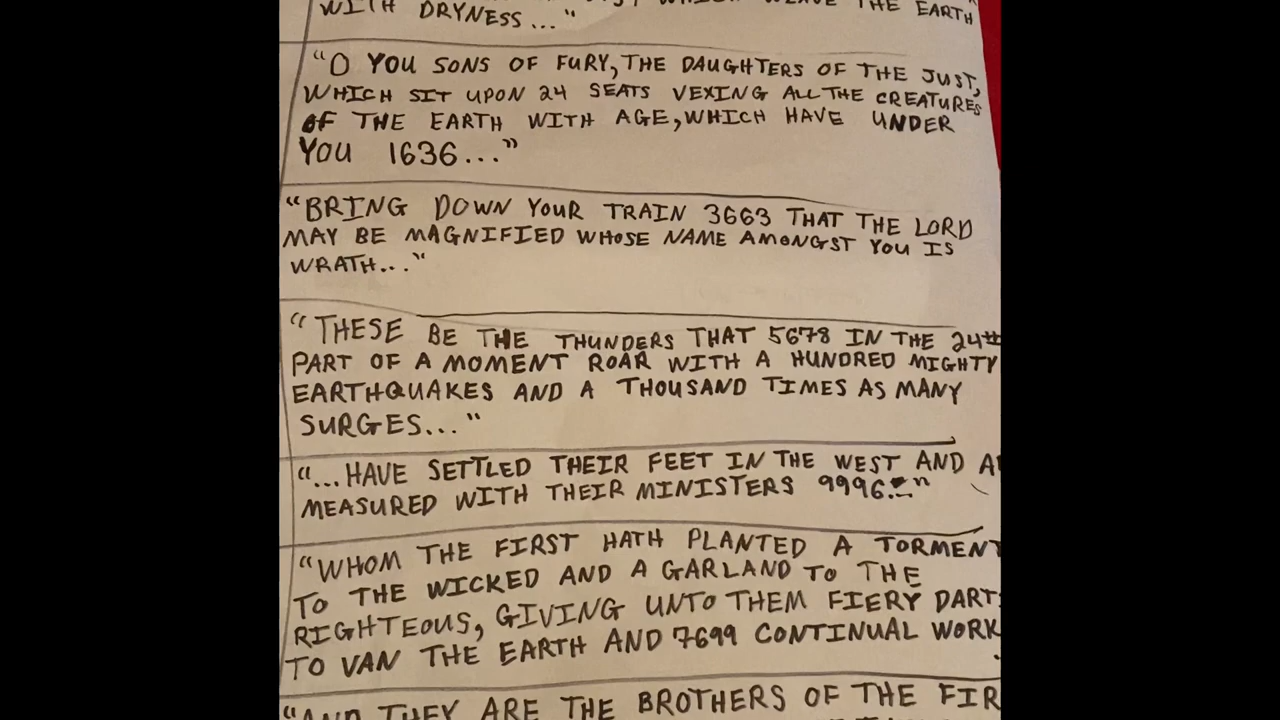 WITH DRYNESS..."
THE EARTH
"O YOU SONS OF FURY, THE DAUGHTERS OF THE JUST,
WHICH SIT UPON 24 SEATS VEXING ALL THE CREATURES
OF THE EARTH WITH AGE, WHICH HAVE UNDER
YOU 1636..."
"BRING DOWN YOUR TRAIN 3663 THAT THE LORD
MAY BE MAGNIFIED WHOSE NAME AMONGST YOU IS
WRATH..."
"THESE BE THE THUNDERS THAT 5678 IN THE 24th
PART OF A MOMENT ROAR WITH A HUNDRED MIGHTY
EARTHQUAKES AND A THOUSAND TIMES AS MANY
SURGES..."
"...HAVE SETTLED THEIR FEET IN THE WEST AND
MEASURED WITH THEIR MINISTERS 9996..."
"WHOM THE FIRST HATH PLANTED A TORMENT
TO THE WICKED AND A GARLAND TO THE
RIGHTEOUS, GIVING UNTO THEM FIERY DART
TO VAN THE EARTH AND 7699 CONTINUAL WORK
"AND THEY ARE THE BROTHERS OF THE FIR